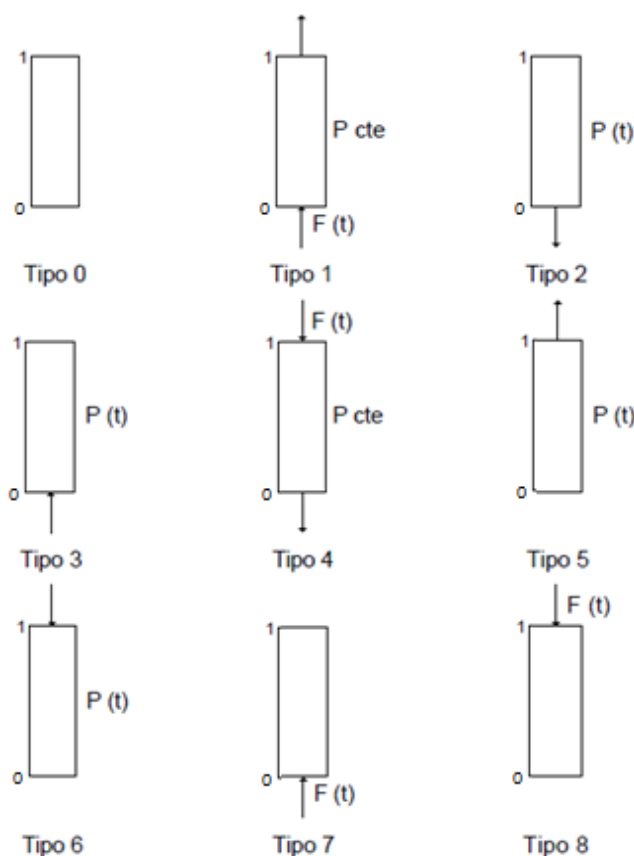 1 1 1
P cte P (t)
0 0 F (t) 0
Tipo 0 Tipo 1 Tipo 2
F (t)
1 1 1
P (t) P cte P (t)
0 0 0
Tipo 3 Tipo 4 Tipo 5
F (t)
1 1 1
P (t)
0 0 0
F (t)
Tipo 6 Tipo 7 Tipo 8